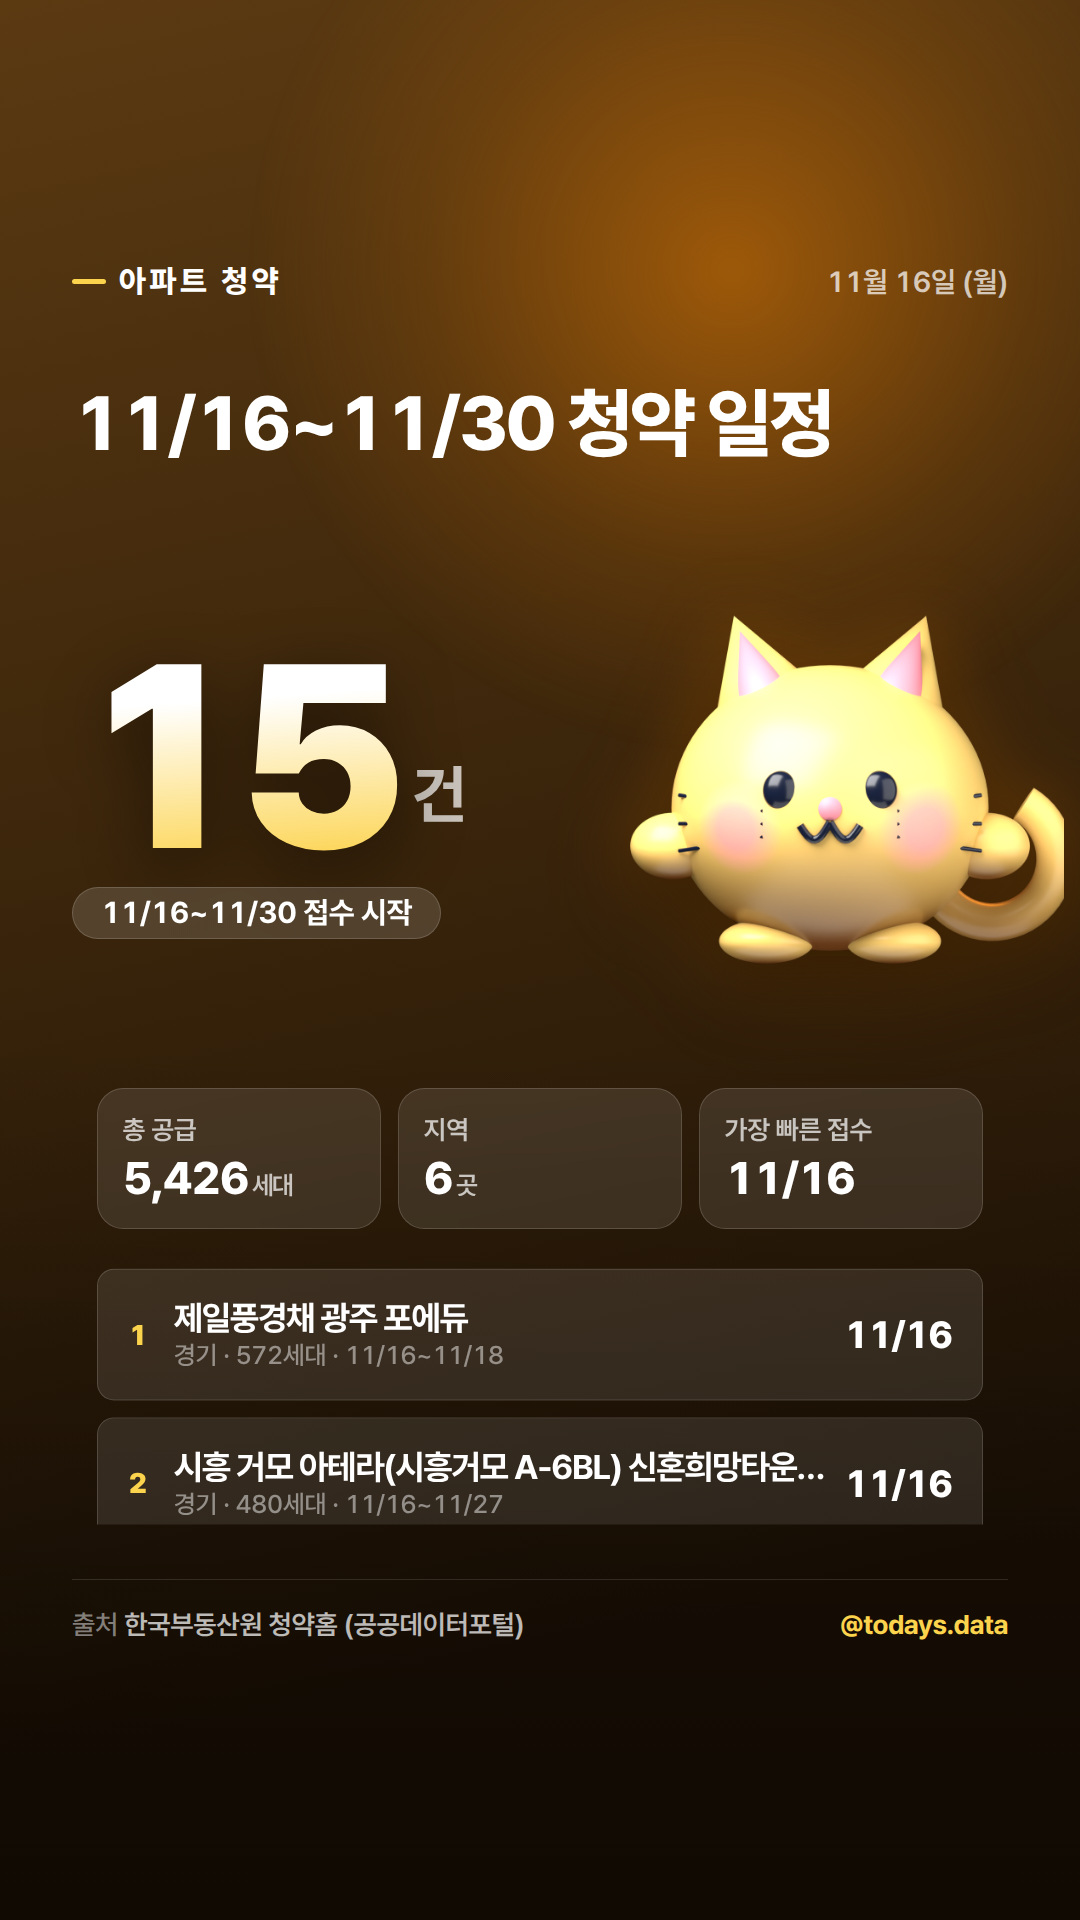 아파트 청약
11월 16일 (월)
11/16~11/30 청약 일정
15건
11/16~11/30 접수 시작
총 공급
5,426세대
지역
6곳
가장 빠른 접수
11/16
1
제일풍경채 광주 포에듀
경기 · 572세대 · 11/16~11/18
11/16
2
시흥 거모 아테라(시흥거모 A-6BL) 신혼희망타운...
경기 · 480세대 · 11/16~11/27
11/16
출처 한국부동산원 청약홈 (공공데이터포털)
@todays.data